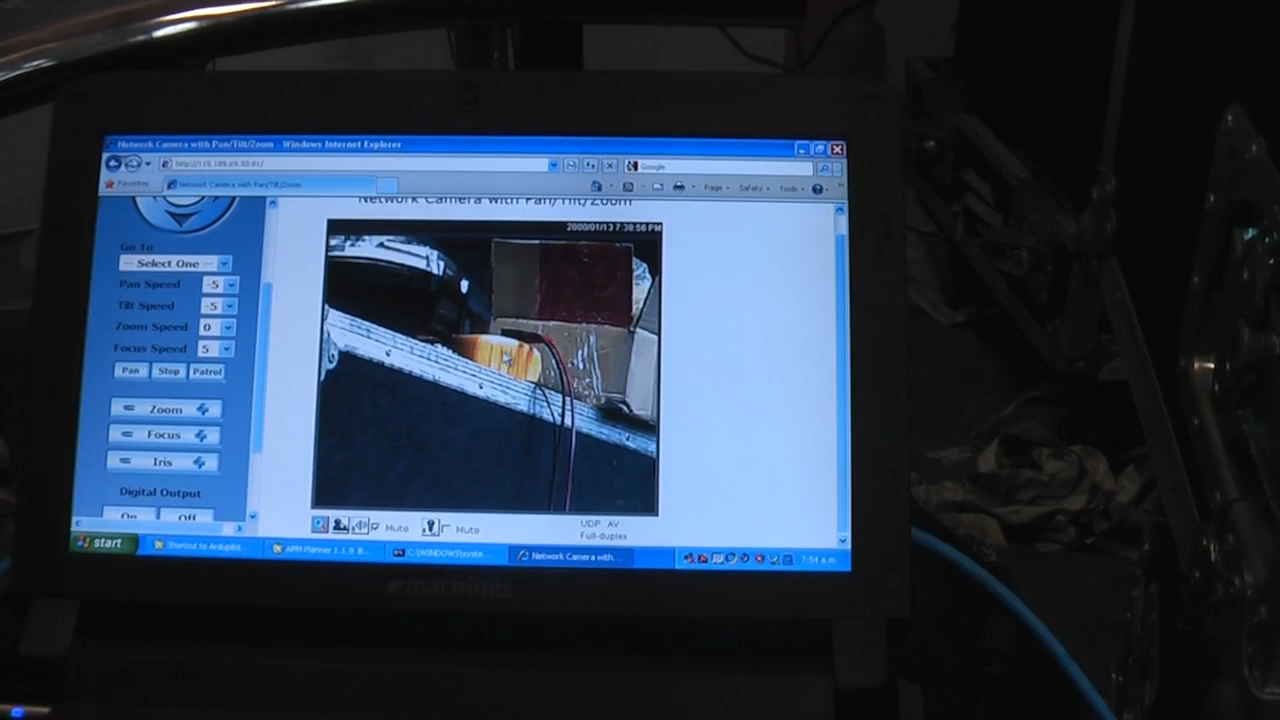 Network Camera with Pan/Tilt/Zoom - Windows Internet Explorer
Google
Favorites Network Camera with Pan/Tilt/Zoom Page Safety Tools
Network Camera with Pan/Tilt/Zoom
2000/01/13 7:38:56 PM
Go To
-- Select One --
Pan Speed -5
Tilt Speed -5
Zoom Speed 0
Focus Speed 5
Pan Stop Patrol
Zoom
Focus
Iris
Digital Output
On Off
Mute Mute
UDP AV
Full-duplex
start Shortcut to Ardupilot... APM Planner 1.1.9 B... C:\WINDOWS\syste... Network Camera with... 7:54 a.m.
emachines